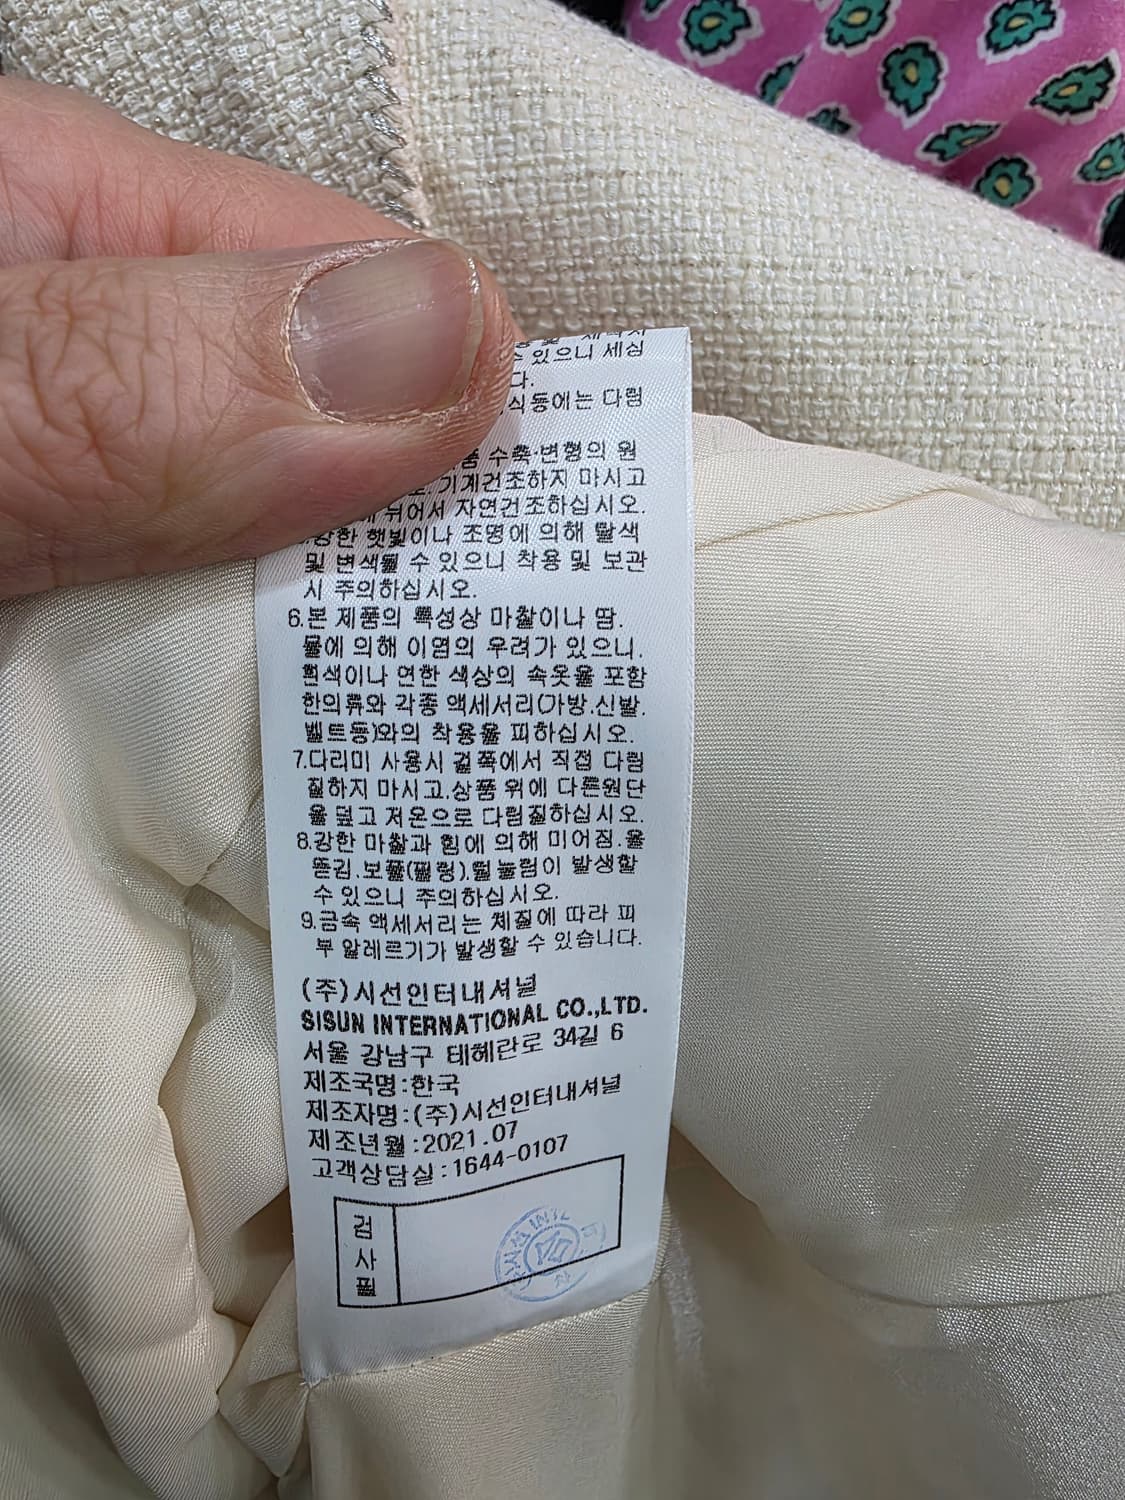 수 있으니 세심
다.
식등에는 다림
수축·변형의 원
로.기계건조하지 마시고
뉘어서 자연건조하십시오.
강한 햇빛이나 조명에 의해 탈색
및 변색될 수 있으니 착용 및 보관
시 주의하십시오.
6.본 제품의 특성상 마찰이나 땀.
물에 의해 이염의 우려가 있으니.
흰색이나 연한 색상의 속옷을 포함
한의류와 각종 액세서리(가방.신발.
벨트등)와의 착용을 피하십시오.
7.다리미 사용시 겉쪽에서 직접 다림
질하지 마시고.상품 위에 다른원단
을 덮고 저온으로 다림질하십시오.
8.강한 마찰과 힘에 의해 미어짐.올
뜯김.보풀(필링).털눌림이 발생할
수 있으니 주의하십시오.
9.금속 액세서리는 체질에 따라 피
부 알레르기가 발생할 수 있습니다.
(주)시선인터내셔널
SISUN INTERNATIONAL CO.,LTD.
서울 강남구 테헤란로 34길 6
제조국명:한국
제조자명:(주)시선인터내셔널
제조년월:2021.07
고객상담실:1644-0107
검
사
필